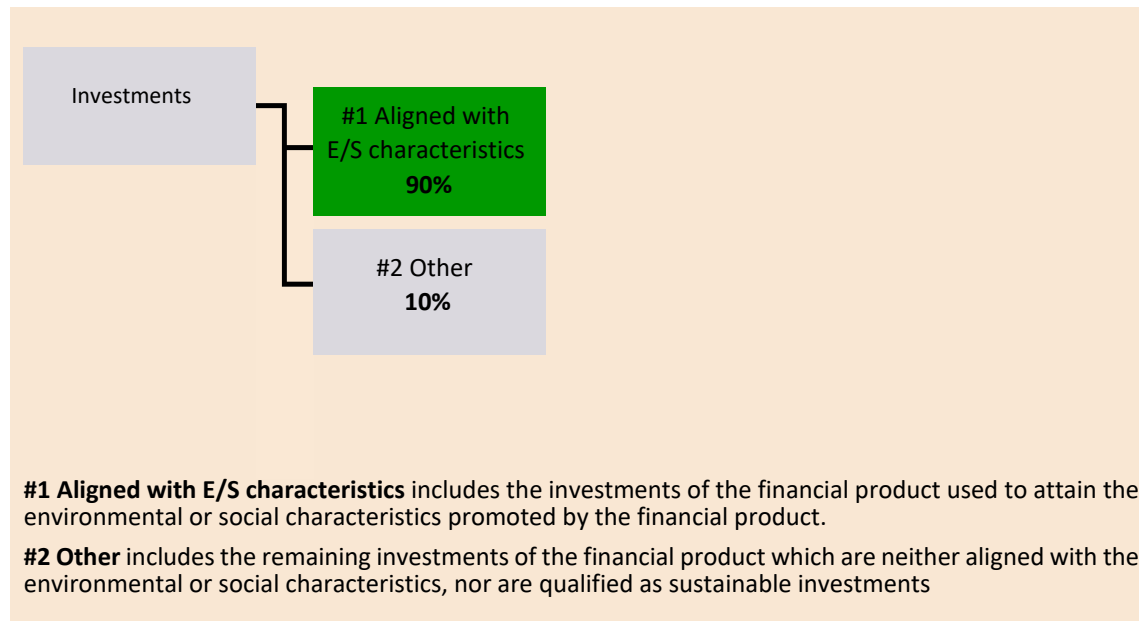 Investments
#1 Aligned with
E/S characteristics
90%
#2 Other
10%
#1 Aligned with E/S characteristics includes the investments of the financial product used to attain the
environmental or social characteristics promoted by the financial product.
#2 Other includes the remaining investments of the financial product which are neither aligned with the
environmental or social characteristics, nor are qualified as sustainable investments